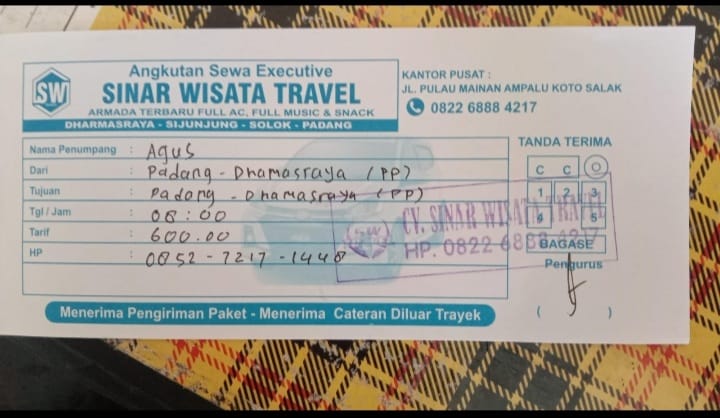 SW
Angkutan Sewa Executive
SINAR WISATA TRAVEL
ARMADA TERBARU FULL AC, FULL MUSIC & SNACK
DHARMASRAYA - SIJUNJUNG - SOLOK - PADANG
KANTOR PUSAT :
JL. PULAU MAINAN AMPALU KOTO SALAK
0822 6888 4217
Nama Penumpang : Agus
Dari : Padang - Dhamasraya (PP)
Tujuan : Padang - Dhamasraya (PP)
Tgl / Jam : 08:00
Tarif : 600.00
HP : 0852-7217-1448
TANDA TERIMA
C C
1 2 3
4 5
BAGASE
Pengurus
( )
CV. SINAR WISATA TRAVEL
HP. 0822 6888 4217
Menerima Pengiriman Paket - Menerima Cateran Diluar Trayek